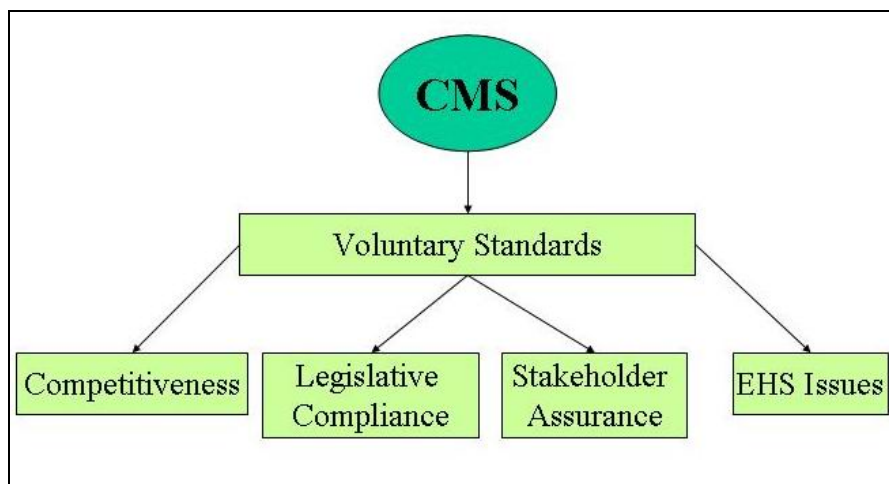 CMS
Voluntary Standards
Competitiveness
Legislative
Compliance
Stakeholder
Assurance
EHS Issues